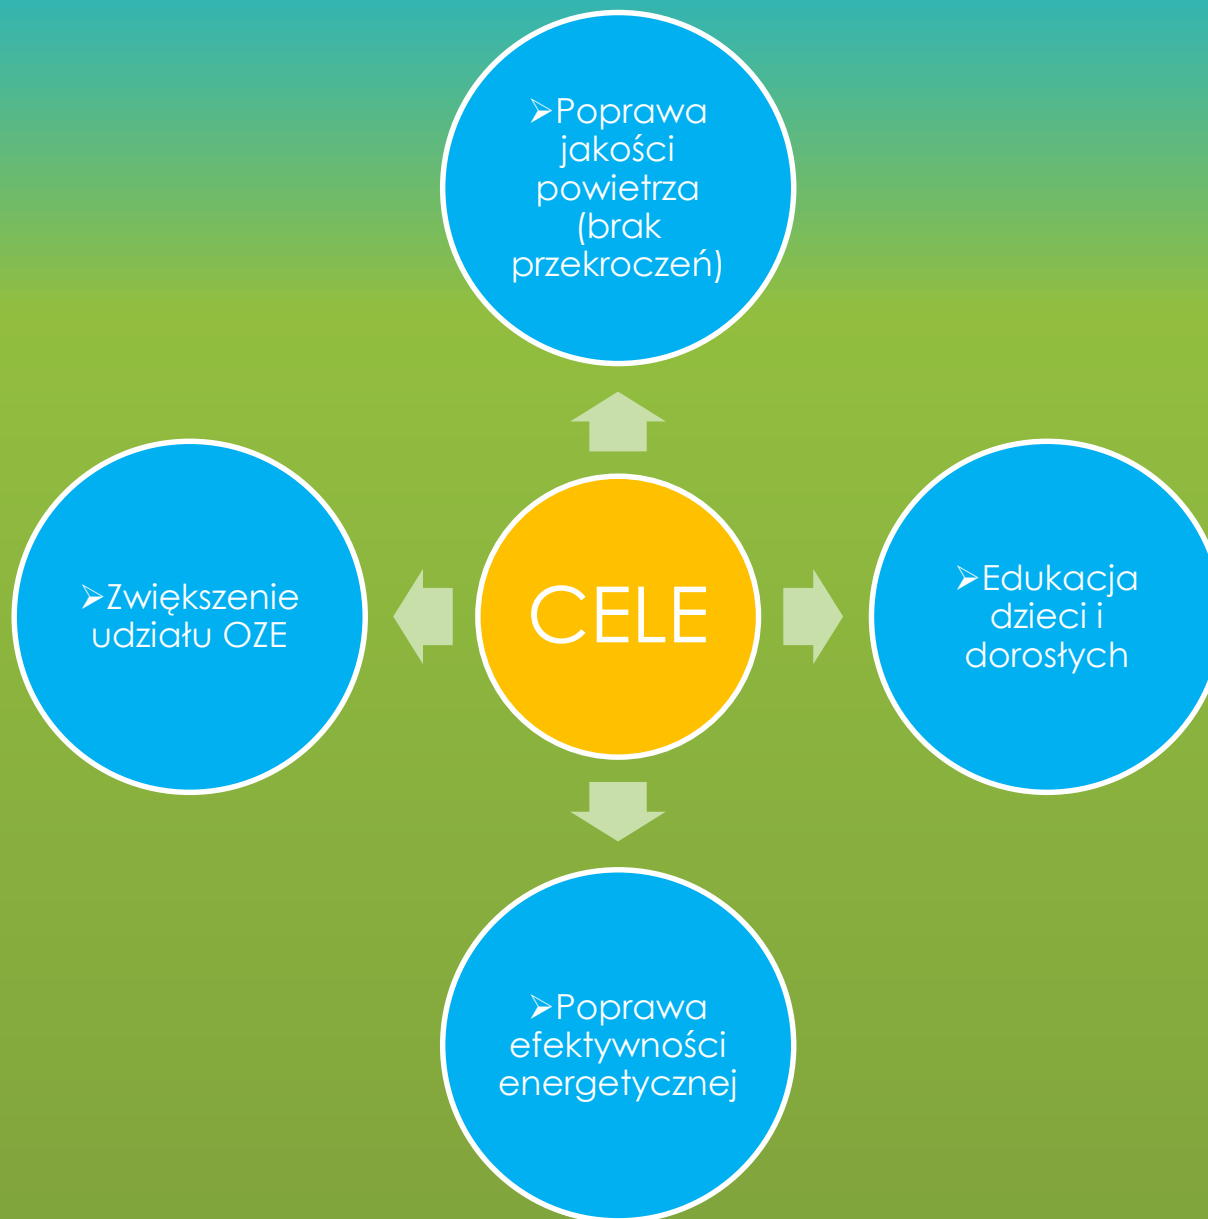 ➢Poprawa
jakości
powietrza
(brak
przekroczeń)
➢Zwiększenie
udziału OZE
CELE
➢Edukacja
dzieci i
dorosłych
➢Poprawa
efektywności
energetycznej